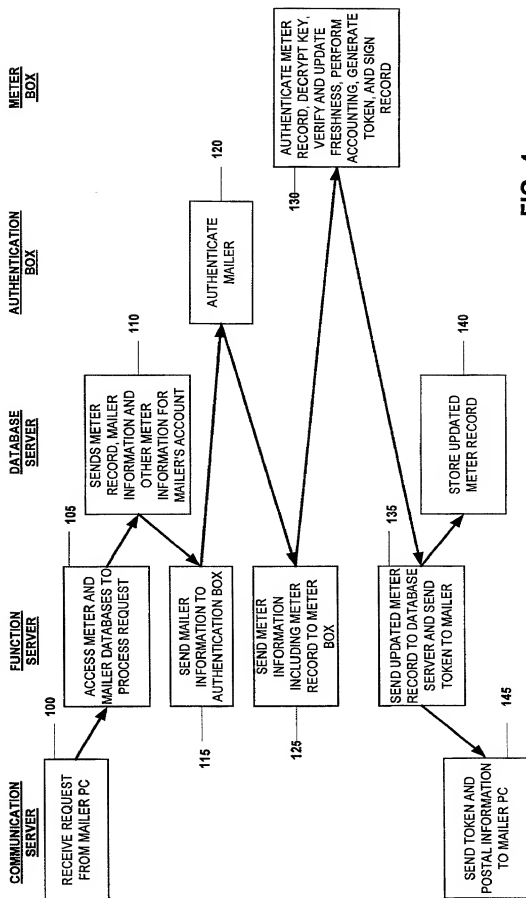 COMMUNICATION
SERVER
FUNCTION
SERVER
DATABASE
SERVER
AUTHENTICATION
BOX
METER
BOX
100
RECEIVE REQUEST
FROM MAILER PC
105
ACCESS METER AND
MAILER DATABASES TO
PROCESS REQUEST
110
SENDS METER
RECORD, MAILER
INFORMATION AND
OTHER METER
INFORMATION FOR
MAILER'S ACCOUNT
115
SEND MAILER
INFORMATION TO
AUTHENTICATION BOX
120
AUTHENTICATE
MAILER
125
SEND METER
INFORMATION
INCLUDING METER
RECORD TO METER
BOX
130
AUTHENTICATE METER
RECORD, DECRYPT KEY,
VERIFY AND UPDATE
FRESHNESS, PERFORM
ACCOUNTING, GENERATE
TOKEN, AND SIGN
RECORD
135
SEND UPDATED METER
RECORD TO DATABASE
SERVER AND SEND
TOKEN TO MAILER
140
STORE UPDATED
METER RECORD
145
SEND TOKEN AND
POSTAL INFORMATION
TO MAILER PC